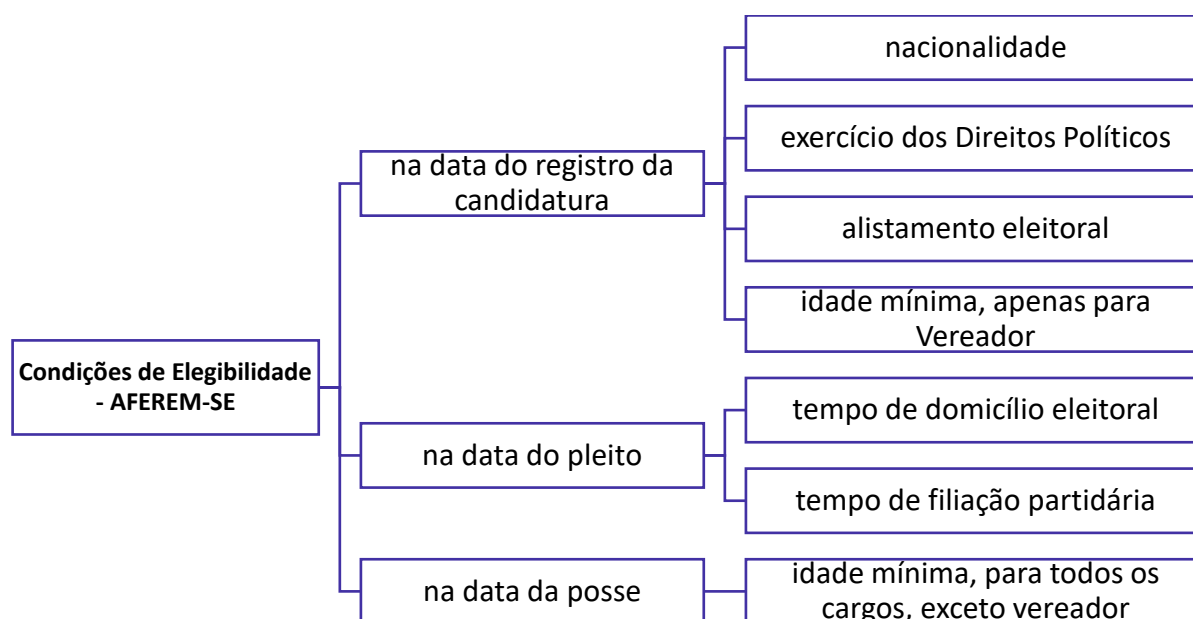 Condições de Elegibilidade
- AFEREM-SE
na data do registro da
candidatura
nacionalidade
exercício dos Direitos Políticos
alistamento eleitoral
idade mínima, apenas para
Vereador
na data do pleito
tempo de domicílio eleitoral
tempo de filiação partidária
na data da posse
idade mínima, para todos os
cargos, exceto vereador